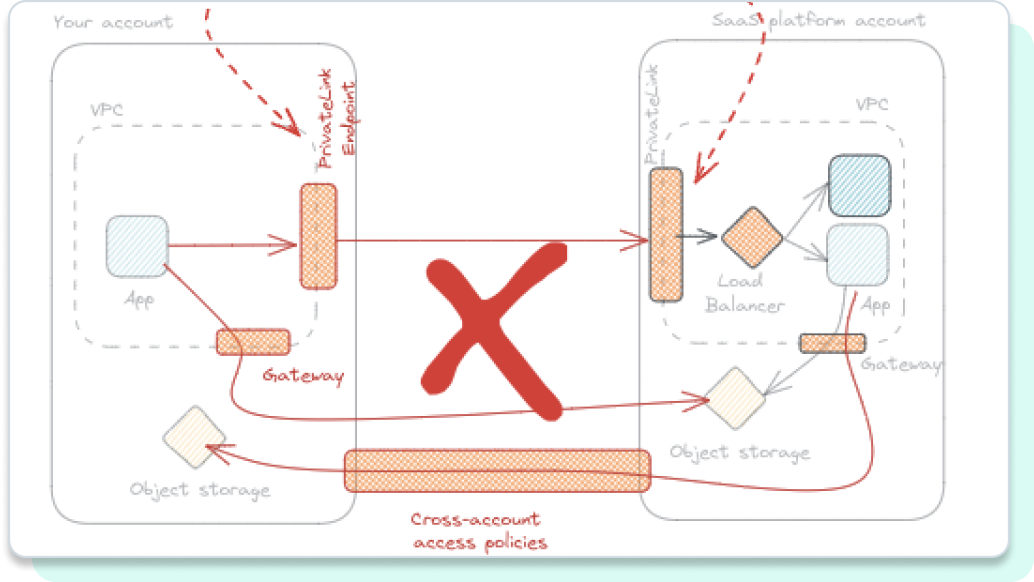 Your account
SaaS platform account
PrivateLink
Endpoint
PrivateLink
VPC
VPC
App
Load
Balancer
App
Gateway
Gateway
Object storage
Object storage
Cross-account
access policies